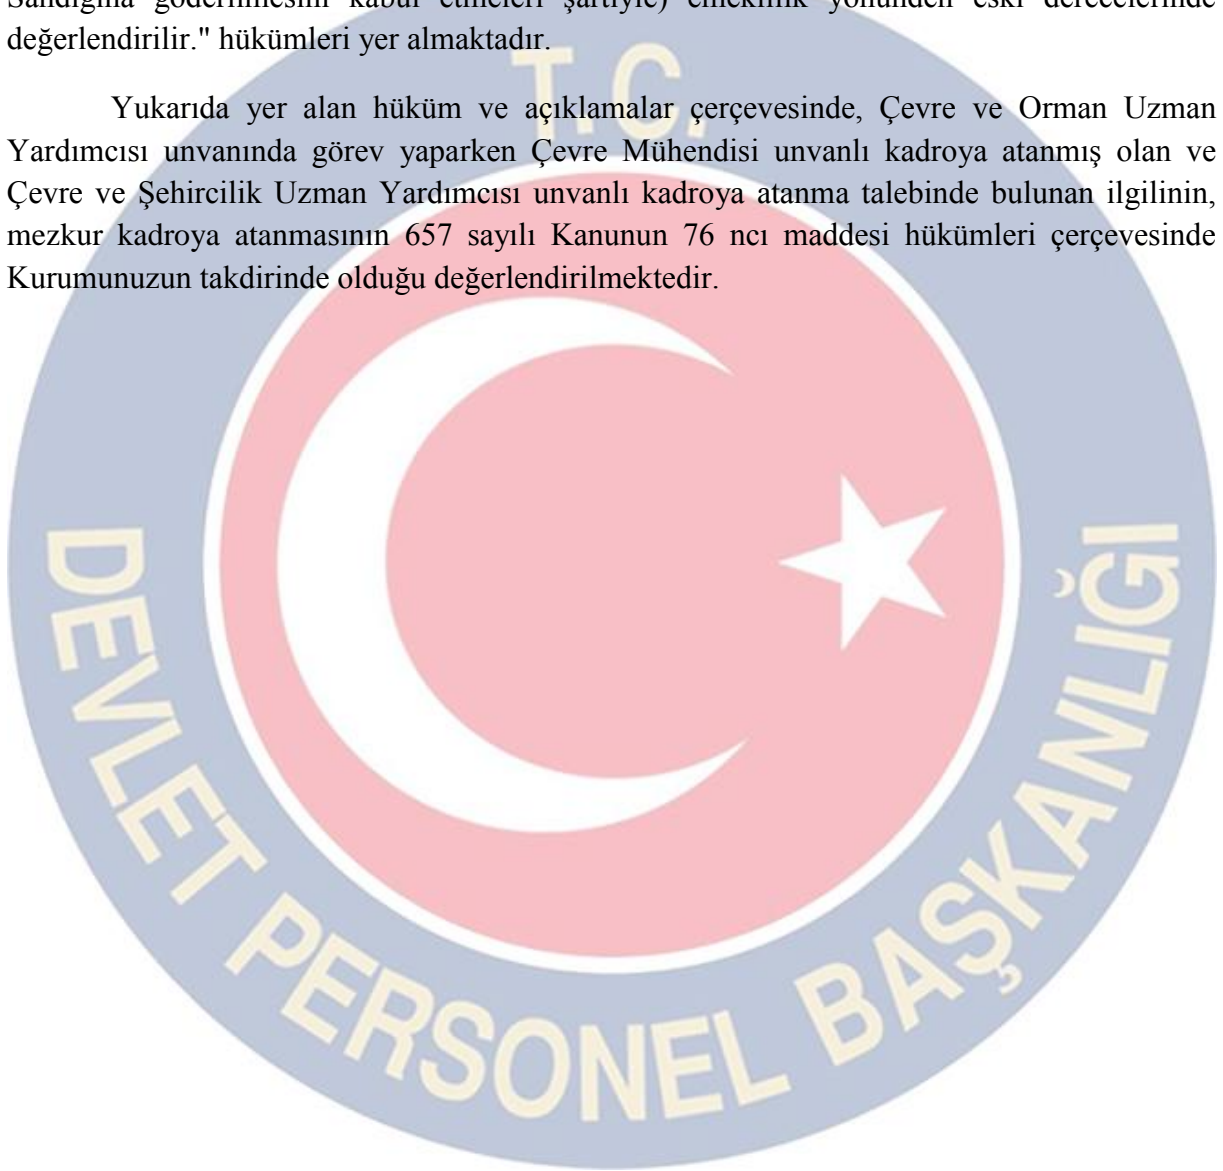 Sandığına göderilmesini kabul etmeleri şartiyle) emeklilik yönünden eski derecelerinde
değerlendirilir." hükümleri yer almaktadır.
Yukarıda yer alan hüküm ve açıklamalar çerçevesinde, Çevre ve Orman Uzman
Yardımcısı unvanında görev yaparken Çevre Mühendisi unvanlı kadroya atanmış olan ve
Çevre ve Şehircilik Uzman Yardımcısı unvanlı kadroya atanma talebinde bulunan ilgilinin,
mezkur kadroya atanmasının 657 sayılı Kanunun 76 ncı maddesi hükümleri çerçevesinde
Kurumunuzun takdirinde olduğu değerlendirilmektedir.
T.C.
DEVLET PERSONEL BAŞKANLIĞI